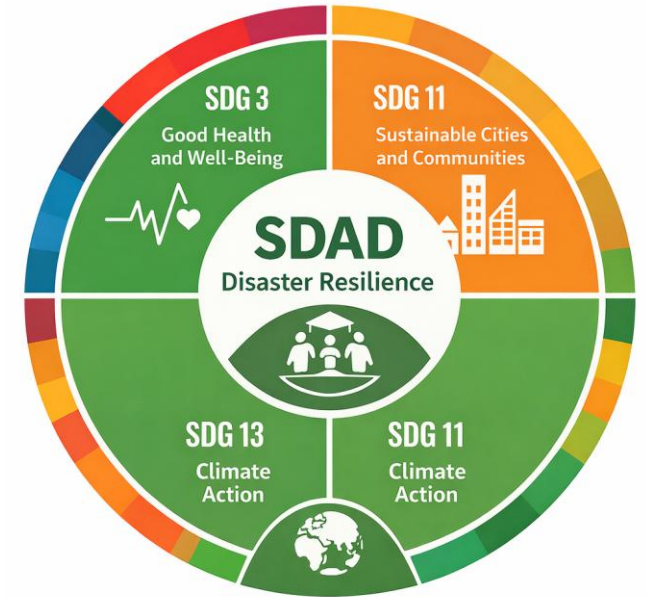 SDG 3
Good Health
and Well-Being
SDG 11
Sustainable Cities
and Communities
SDAD
Disaster Resilience
SDG 13
Climate
Action
SDG 11
Climate
Action